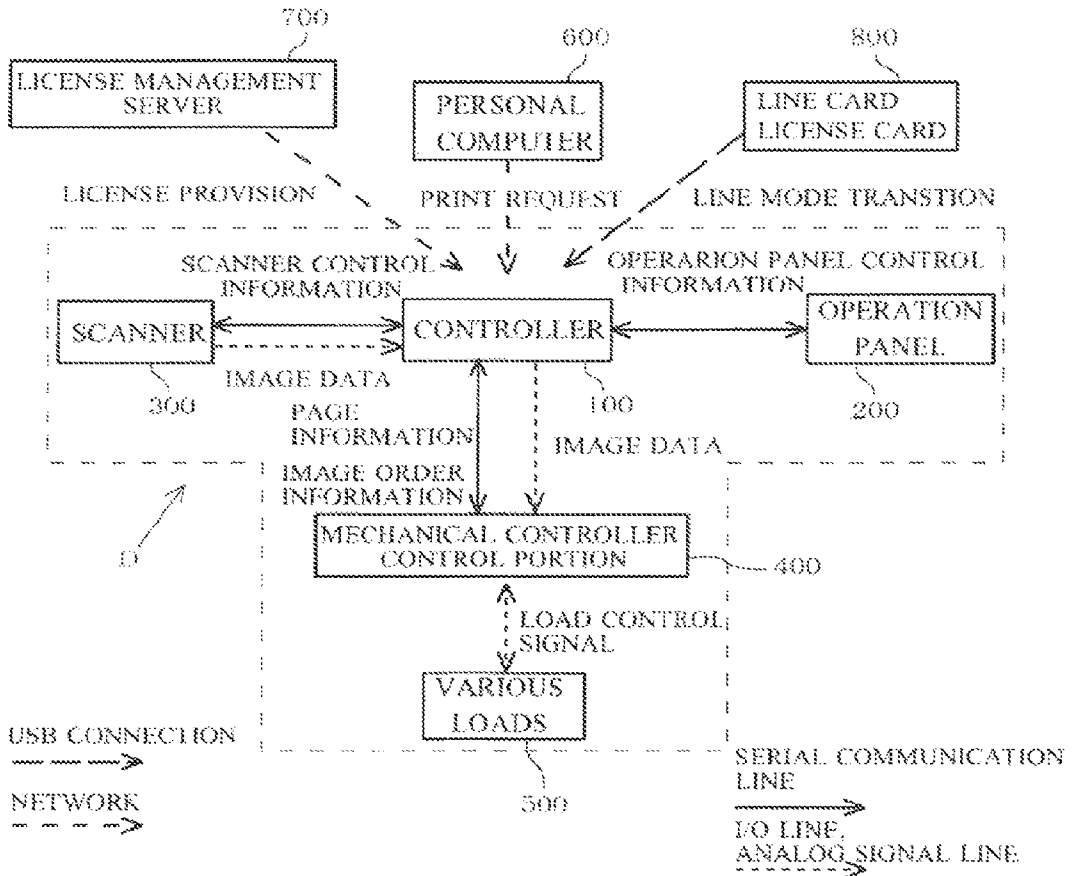 700
600
800
LICENSE MANAGEMENT
SERVER
PERSONAL
COMPUTER
LINE CARD
LICENSE CARD
LICENSE PROVISION
PRINT REQUEST
LINE MODE TRANSTION
SCANNER CONTROL
INFORMATION
OPERARION PANEL CONTROL
INFORMATION
SCANNER
CONTROLLER
OPERATION
PANEL
IMAGE DATA
300
100
200
PAGE
INFORMATION
IMAGE DATA
IMAGE ORDER
INFORMATION
MECHANICAL CONTROLLER
CONTROL PORTION
D
400
LOAD CONTROL
SIGNAL
VARIOUS
LOADS
500
USB CONNECTION
NETWORK
SERIAL COMMUNICATION
LINE
I/O LINE,
ANALOG SIGNAL LINE